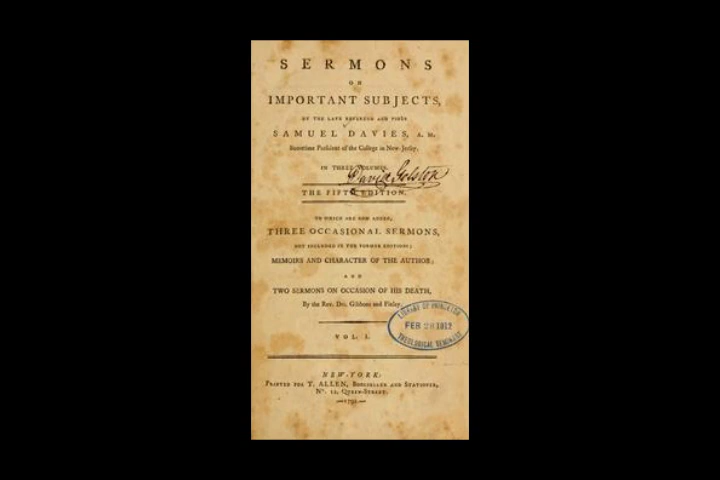 SERMONS
ON
IMPORTANT SUBJECTS,
BY THE LATE REVEREND AND PIOUS
SAMUEL DAVIES, A. M.
Sometime President of the College in New-Jersey.
IN THREE VOLUMES.
David
THE FIFTH EDITION.
TO WHICH ARE NOW ADDED,
THREE OCCASIONAL SERMONS,
NOT INCLUDED IN THE FORMER EDITIONS;
MEMOIRS AND CHARACTER OF THE AUTHOR;
AND
TWO SERMONS ON OCCASION OF HIS DEATH,
By the Rev. Drs. Gibbons and Finley.
LIBRARY OF PRINCETON
FEB 28 1912
THEOLOGICAL SEMINARY
VOL. I.
NEW-YORK:
PRINTED FOR T. ALLEN, BOOKSELLER AND STATIONER,
No. 12, QUEEN-STREET.